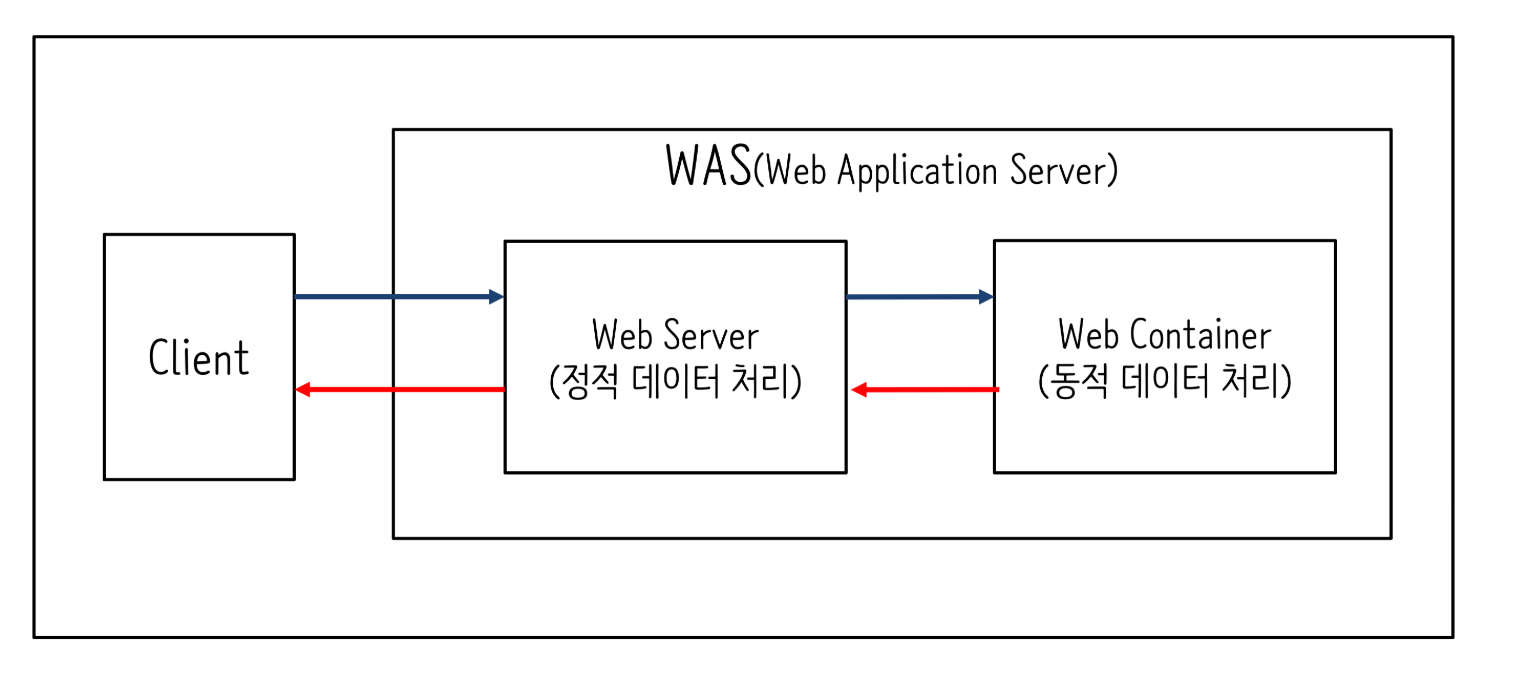 WAS(Web Application Server)
Client
Web Server
(정적 데이터 처리)
Web Container
(동적 데이터 처리)